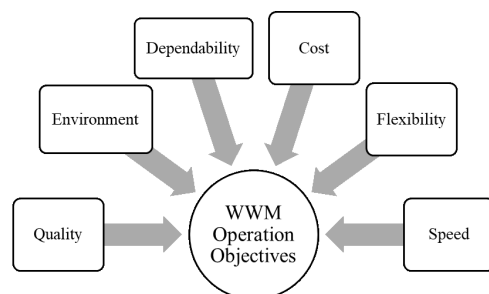 Dependability
Cost
Environment
Flexibility
Quality
WWM
Operation
Objectives
Speed